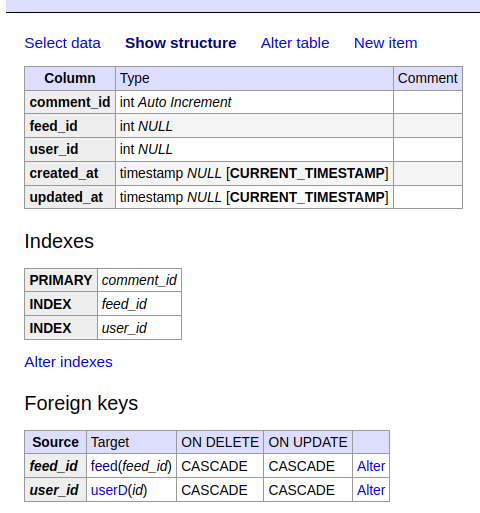 Select data Show structure Alter table New item
Column Type Comment
comment_id int Auto Increment
feed_id int NULL
user_id int NULL
created_at timestamp NULL [CURRENT_TIMESTAMP]
updated_at timestamp NULL [CURRENT_TIMESTAMP]
Indexes
PRIMARY comment_id
INDEX feed_id
INDEX user_id
Alter indexes
Foreign keys
Source Target ON DELETE ON UPDATE
feed_id feed(feed_id) CASCADE CASCADE Alter
user_id userD(id) CASCADE CASCADE Alter